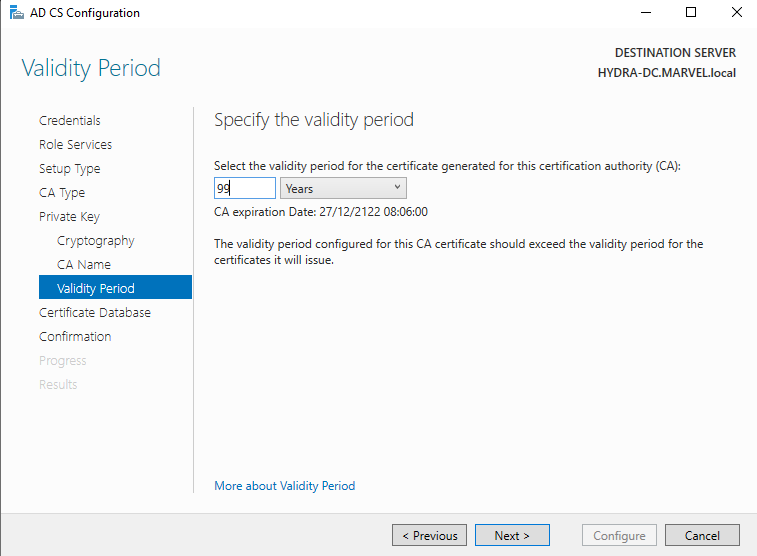 AD CS Configuration
Validity Period
DESTINATION SERVER
HYDRA-DC.MARVEL.local
Credentials
Role Services
Setup Type
CA Type
Private Key
Cryptography
CA Name
Validity Period
Certificate Database
Confirmation
Progress
Results
Specify the validity period
Select the validity period for the certificate generated for this certification authority (CA):
99 Years
CA expiration Date: 27/12/2122 08:06:00
The validity period configured for this CA certificate should exceed the validity period for the
certificates it will issue.
More about Validity Period
< Previous Next > Configure Cancel